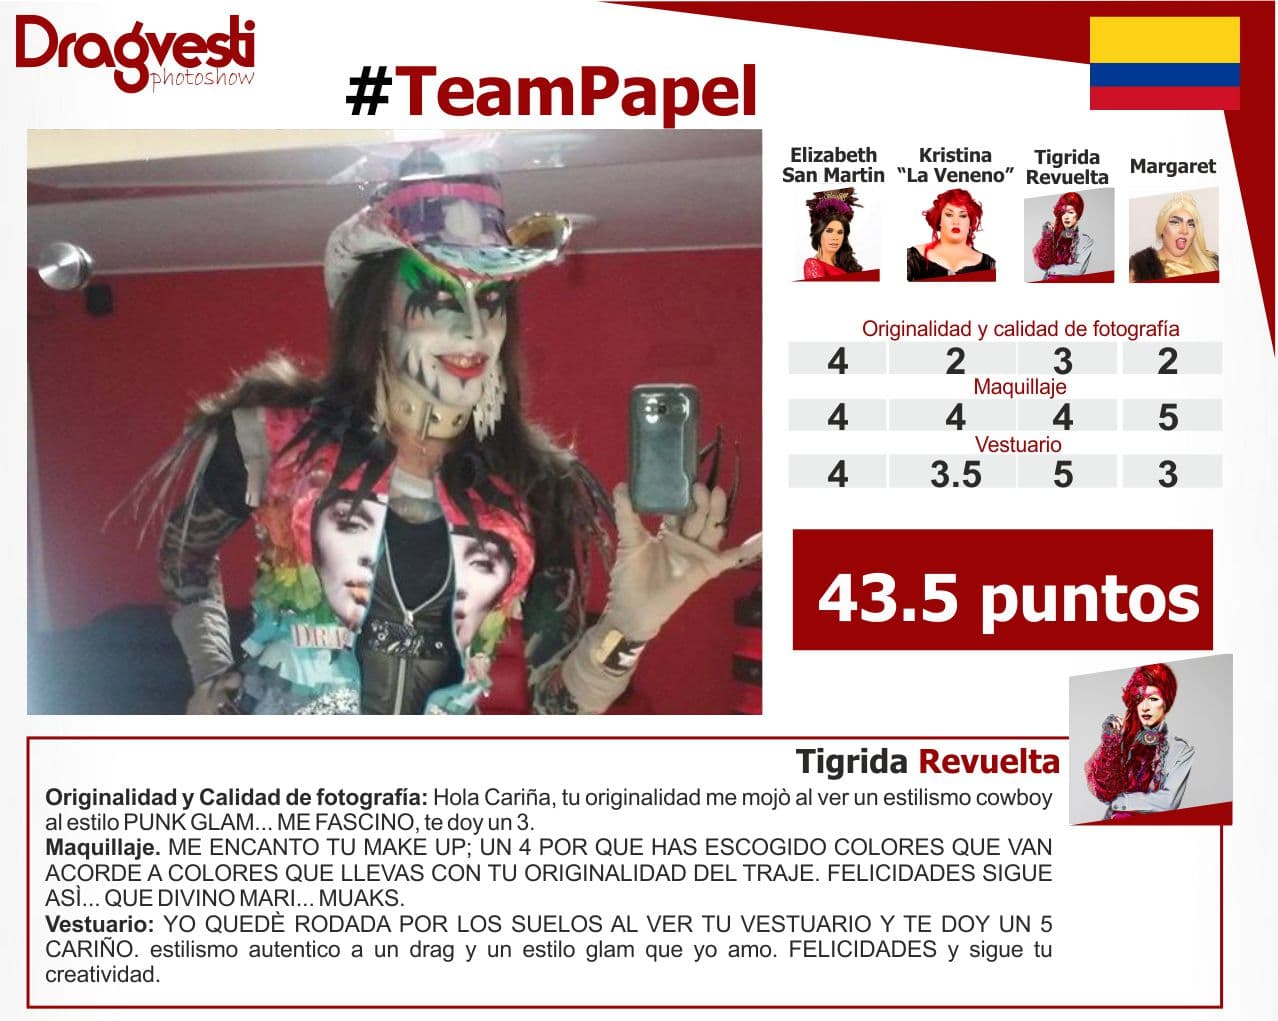 Dragvesti
photoshow
#TeamPapel
Elizabeth
San Martin
Kristina
“La Veneno”
Tigrida
Revuelta
Margaret
Originalidad y calidad de fotografía
4 2 3 2
Maquillaje
4 4 4 5
Vestuario
4 3.5 5 3
43.5 puntos
DRA
Tigrida Revuelta
Originalidad y Calidad de fotografía: Hola Cariña, tu originalidad me mojò al ver un estilismo cowboy
al estilo PUNK GLAM... ME FASCINO, te doy un 3.
Maquillaje. ME ENCANTO TU MAKE UP; UN 4 POR QUE HAS ESCOGIDO COLORES QUE VAN
ACORDE A COLORES QUE LLEVAS CON TU ORIGINALIDAD DEL TRAJE. FELICIDADES SIGUE
ASÌ... QUE DIVINO MARI... MUAKS.
Vestuario: YO QUEDÈ RODADA POR LOS SUELOS AL VER TU VESTUARIO Y TE DOY UN 5
CARIÑO. estilismo autentico a un drag y un estilo glam que yo amo. FELICIDADES y sigue tu
creatividad.